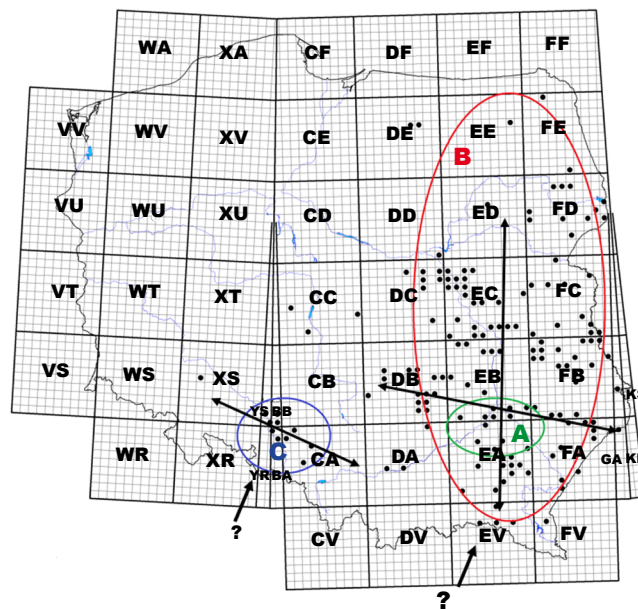 WA XA CF DF EF FF
VV WV XV CE DE EE FE
B
VU WU XU CD DD ED FD
VT WT XT CC DC EC FC
VS WS XS CB DB EB FB
YS BB
A
C
WR XR CA DA EA FA
YR BA
GA
?
CV DV EV FV
?